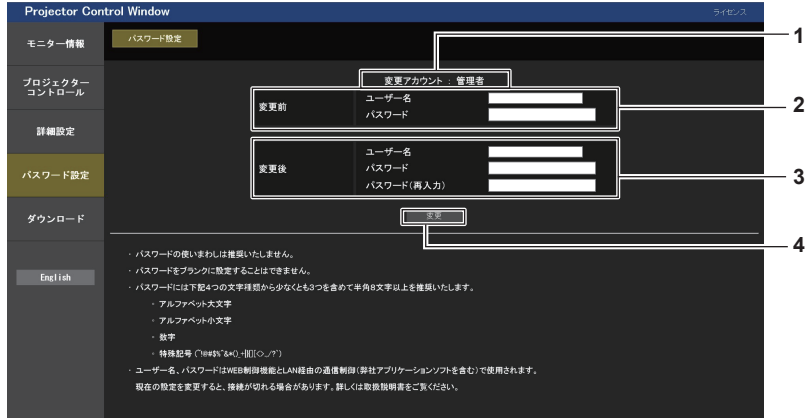 Projector Control Window
ライセンス
モニター情報
パスワード設定
1
プロジェクター
コントロール
変更アカウント : 管理者
変更前
ユーザー名
パスワード
2
詳細設定
変更後
ユーザー名
パスワード
パスワード(再入力)
3
パスワード設定
ダウンロード
変更
4
English
・ パスワードの使いまわしは推奨いたしません。
・ パスワードをブランクに設定することはできません。
・ パスワードには下記4つの文字種類から少なくとも3つを含めて半角8文字以上を推奨いたします。
・ アルファベット大文字
・ アルファベット小文字
・ 数字
・ 特殊記号
・ ユーザー名、パスワードはWEB制御機能とLAN経由の通信制御(弊社アプリケーションソフトを含む)で使用されます。
現在の設定を変更すると、接続が切れる場合があります。詳しくは取扱説明書をご覧ください。